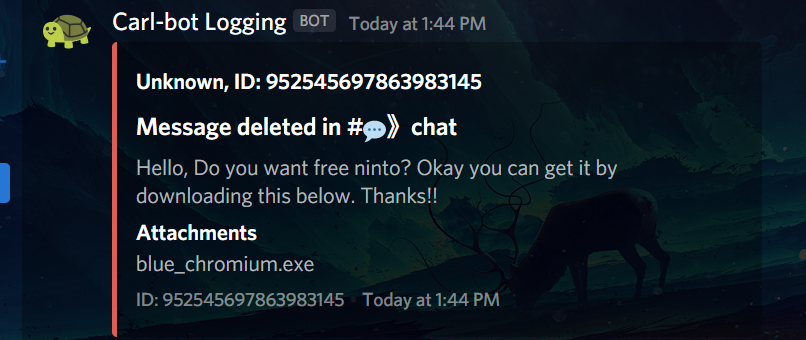 Carl-bot Logging BOT Today at 1:44 PM
Unknown, ID: 952545697863983145
Message deleted in #💬》chat
Hello, Do you want free ninto? Okay you can get it by
downloading this below. Thanks!!
Attachments
blue_chromium.exe
ID: 952545697863983145 • Today at 1:44 PM